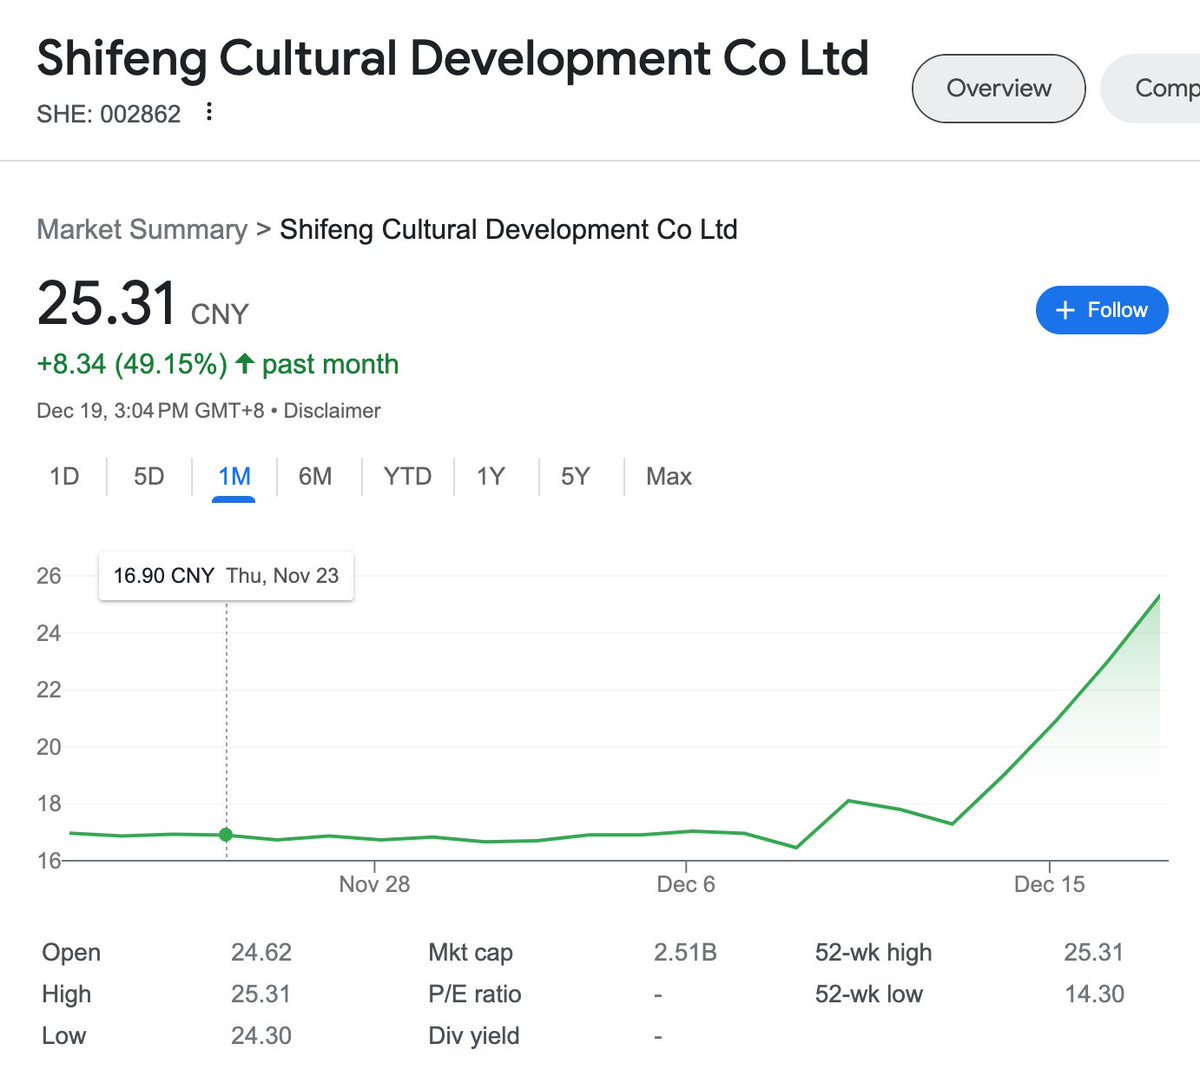 Shifeng Cultural Development Co Ltd
SHE: 002862
Overview
Comp
Market Summary > Shifeng Cultural Development Co Ltd
25.31 CNY
+ Follow
+8.34 (49.15%) ↑ past month
Dec 19, 3:04 PM GMT+8 • Disclaimer
1D 5D 1M 6M YTD 1Y 5Y Max
16.90 CNY Thu, Nov 23
26
24
22
20
18
16
Nov 28 Dec 6 Dec 15
Open 24.62 Mkt cap 2.51B 52-wk high 25.31
High 25.31 P/E ratio - 52-wk low 14.30
Low 24.30 Div yield -